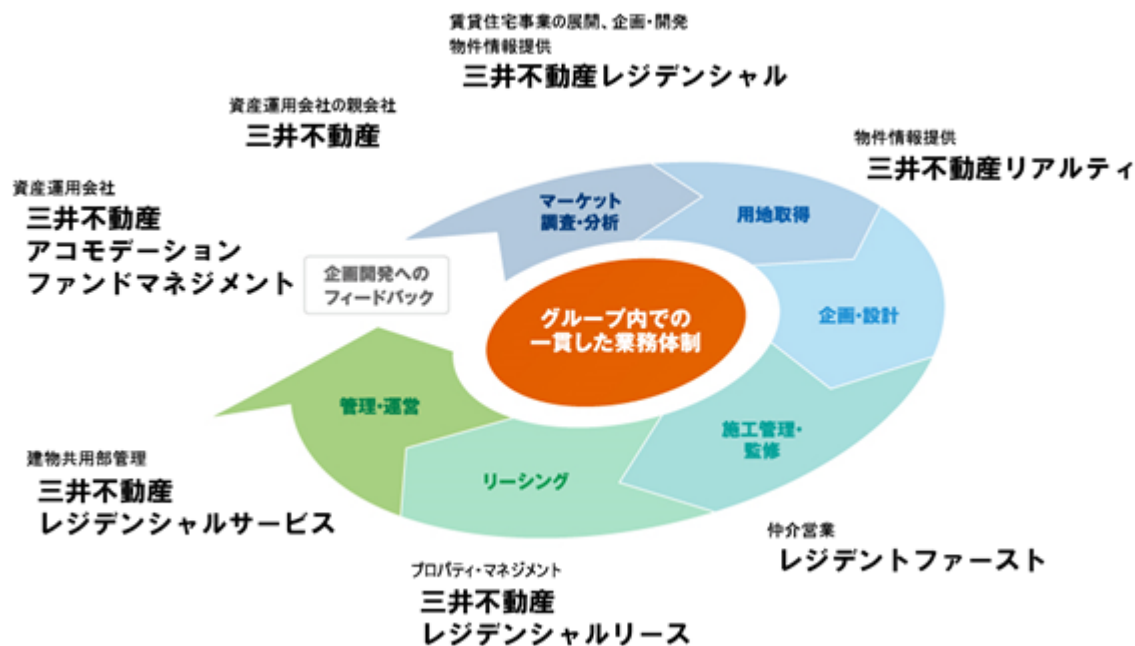 賃貸住宅事業の展開、企画・開発
物件情報提供
三井不動産レジデンシャル
資産運用会社の親会社
三井不動産
物件情報提供
三井不動産リアルティ
資産運用会社
三井不動産
アコモデーション
ファンドマネジメント
マーケット
調査・分析
用地取得
企画開発への
フィードバック
グループ内での
一貫した業務体制
企画・設計
管理・運営
施工管理・
監修
リーシング
建物共用部管理
三井不動産
レジデンシャルサービス
仲介営業
レジデントファースト
プロパティ・マネジメント
三井不動産
レジデンシャルリース